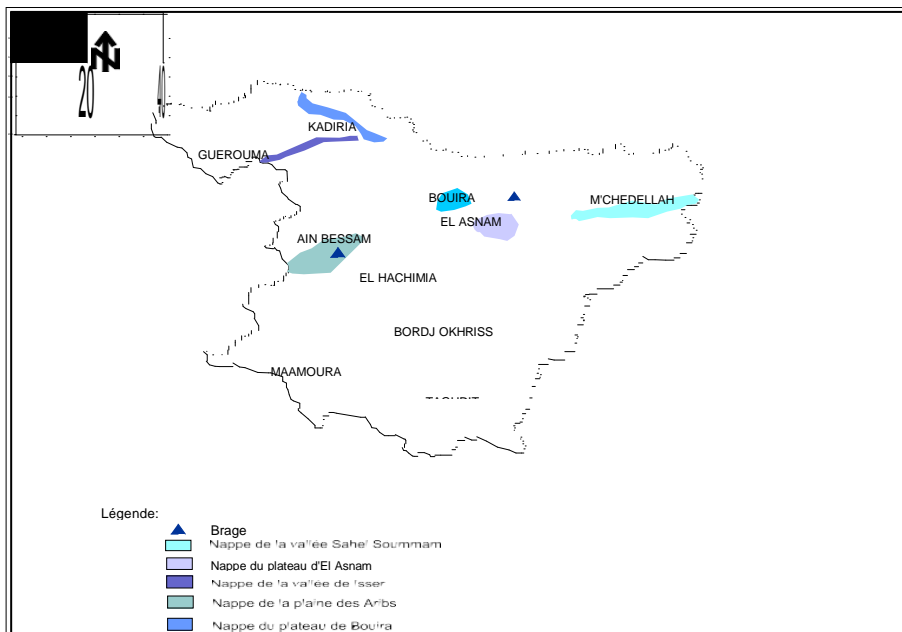 N
20 40
KADIRIA
GUEROUMA
BOUIRA
M'CHEDELLAH
EL ASNAM
AIN BESSAM
EL HACHIMIA
BORDJ OKHRISS
MAAMOURA
Légende:
Brage
Nappe de la vallée Sahel Soummam
Nappe du plateau d'El Asnam
Nappe de la vallée de Isser
Nappe de la plaine des Aribs
Nappe du plateau de Bouira